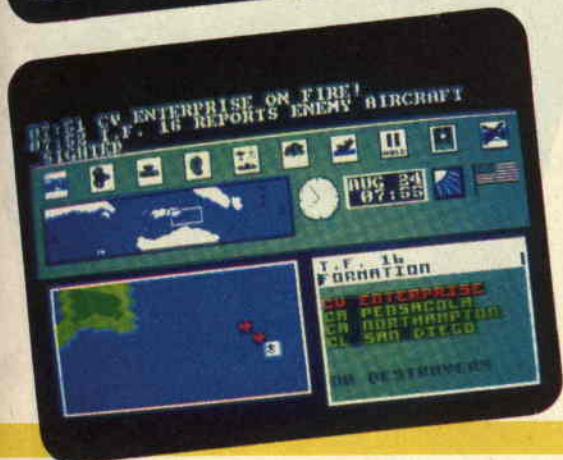 CV ENTERPRISE ON FIRE!
T.F. 16 REPORTS ENEMY AIRCRAFT
SIGHTED
AUG 24
07:55
T.F. 16
FORMATION
CV ENTERPRISE
CA PENSACOLA
CA NORTHAMPTON
CL SAN DIEGO
DD DESTROYERS